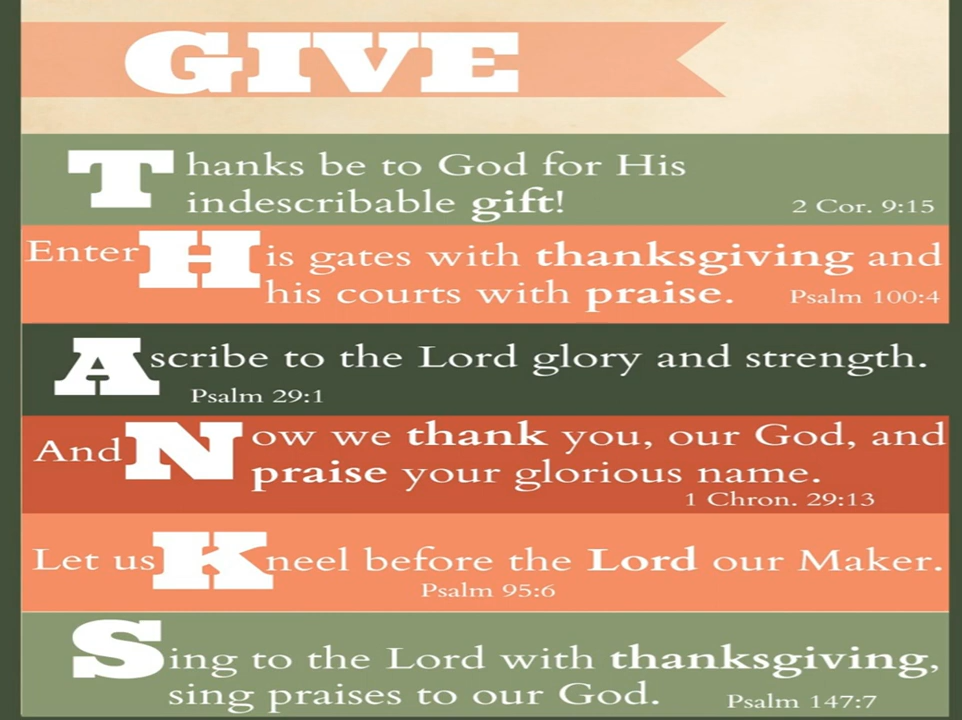 GIVE
Thanks be to God for His
indescribable gift!
2 Cor. 9:15
Enter His gates with thanksgiving and
his courts with praise. Psalm 100:4
Ascribe to the Lord glory and strength.
Psalm 29:1
And Now we thank you, our God, and
praise your glorious name.
1 Chron. 29:13
Let us Kneel before the Lord our Maker.
Psalm 95:6
Sing to the Lord with thanksgiving,
sing praises to our God. Psalm 147:7